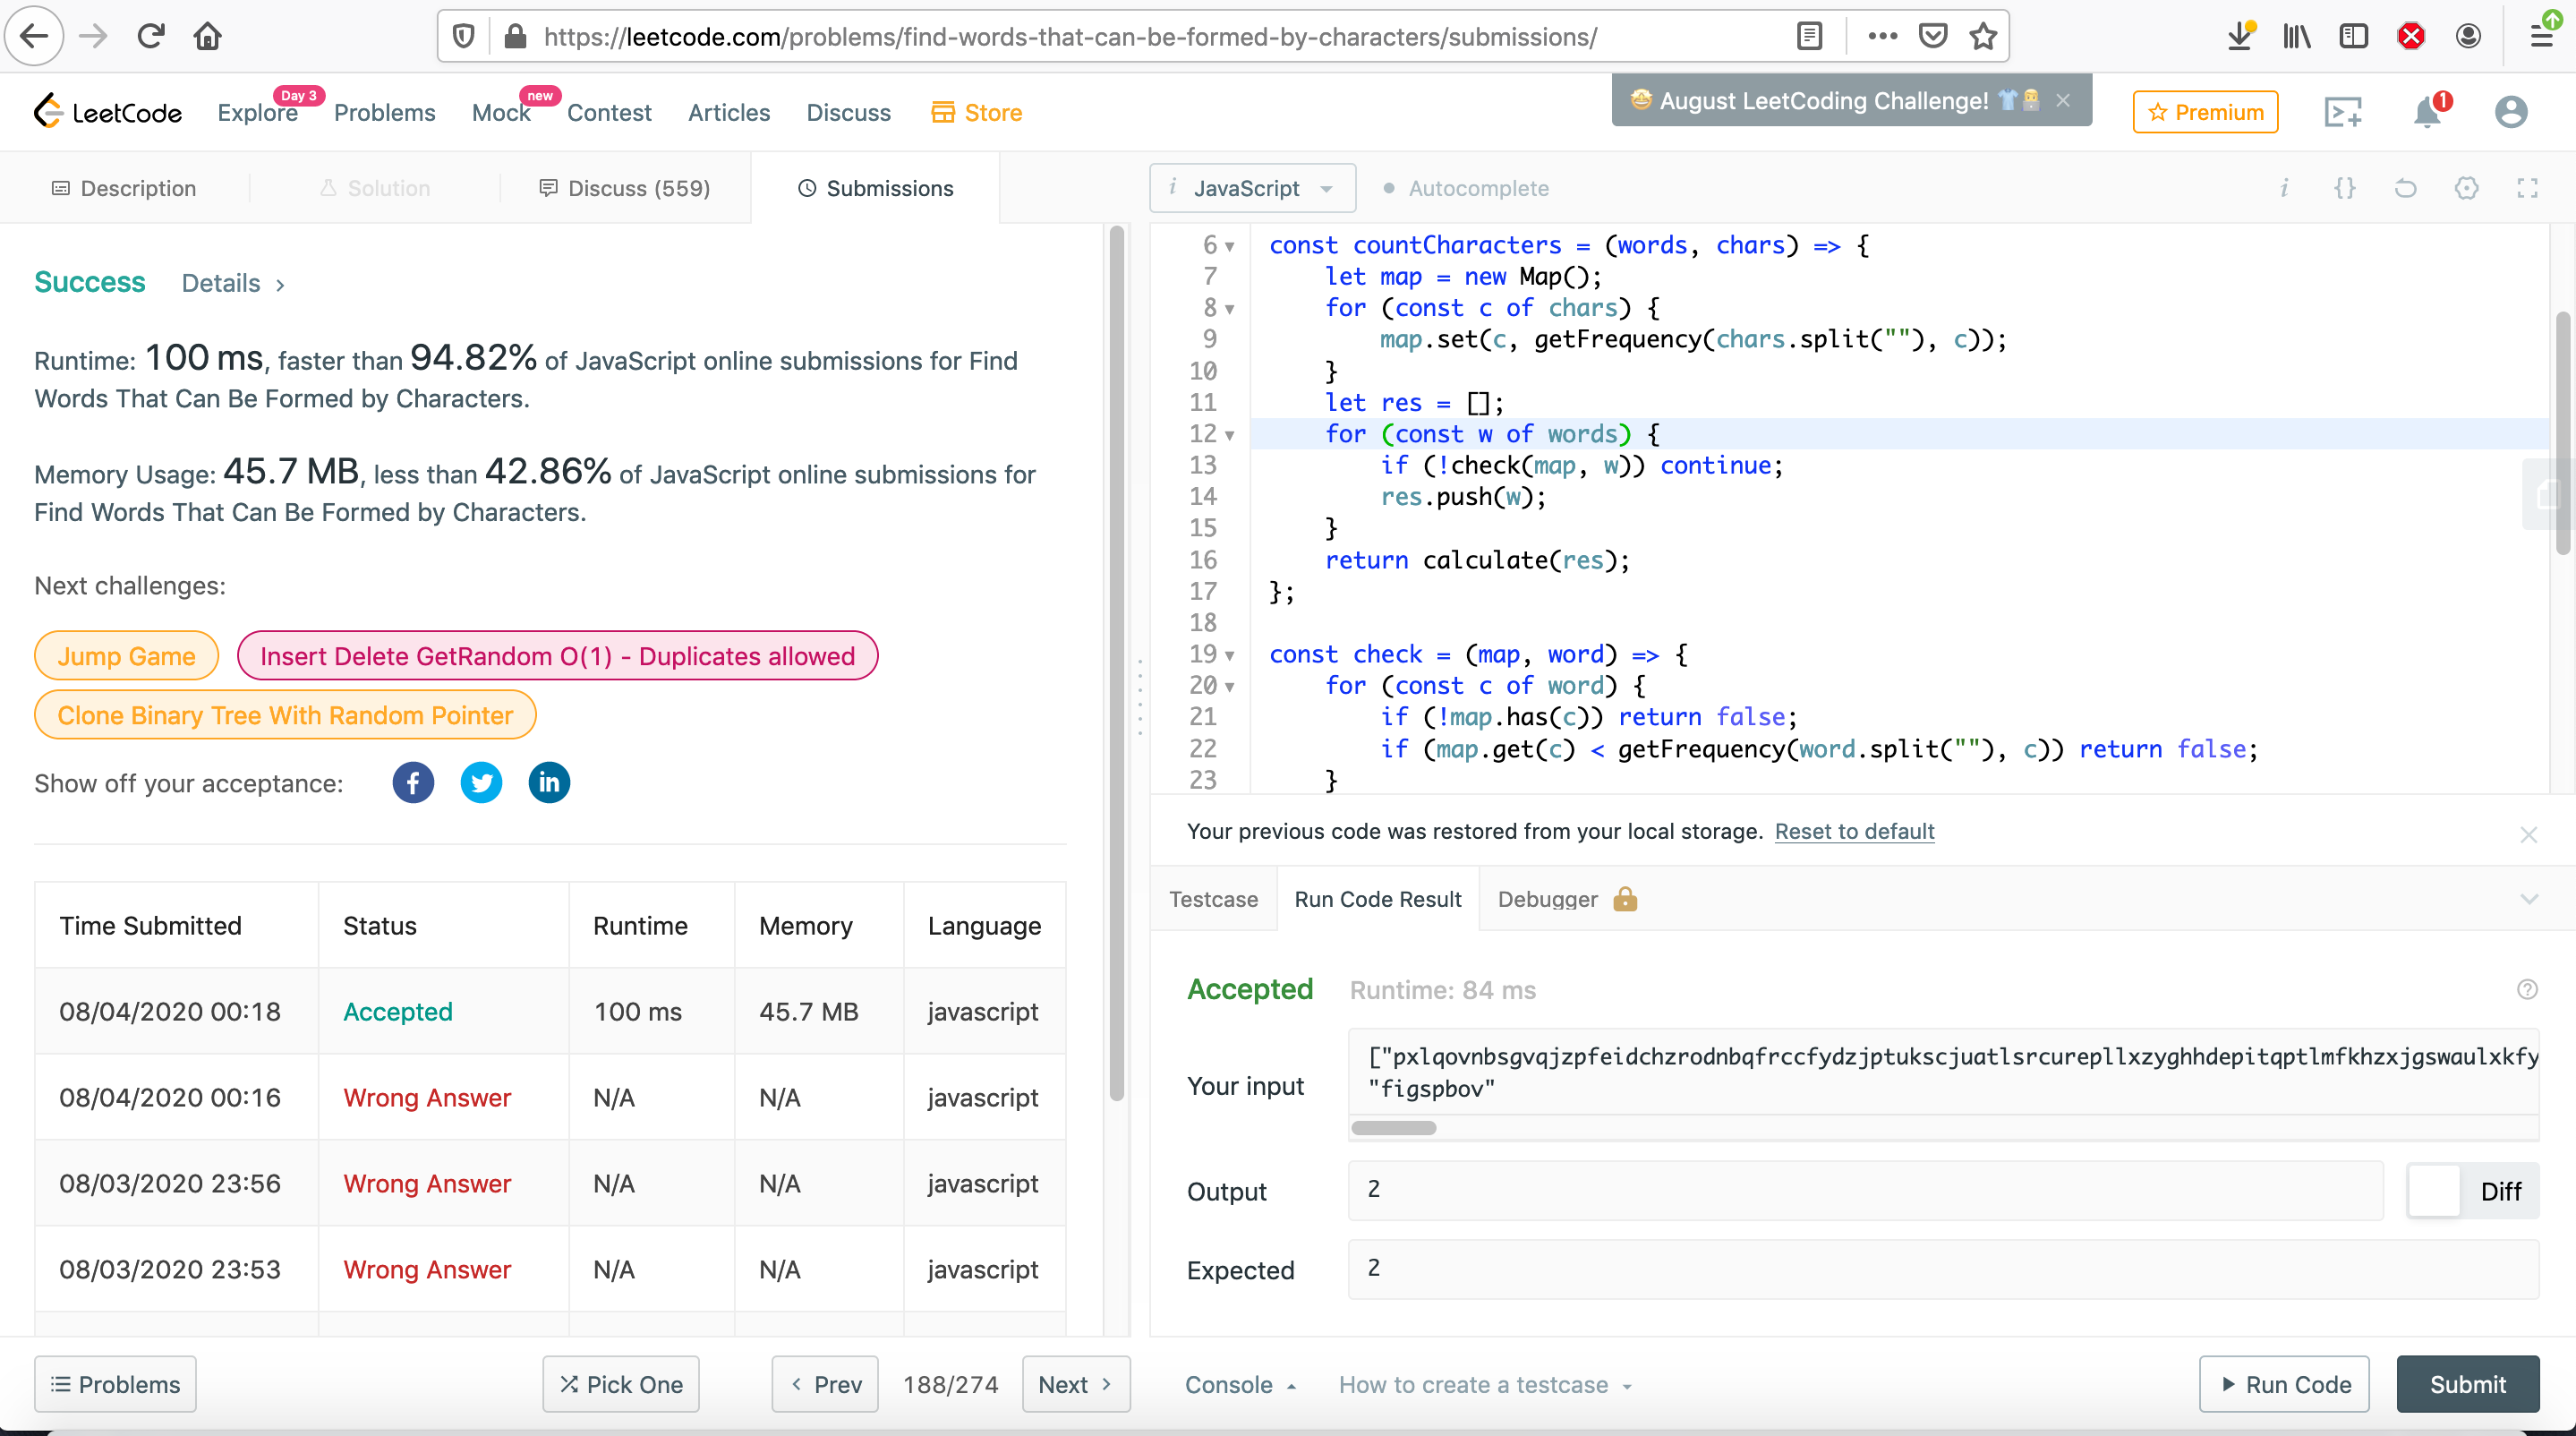 https://leetcode.com/problems/find-words-that-can-be-formed-by-characters/submissions/
LeetCode
Explore
Day 3
Problems
Mock
new
Contest
Articles
Discuss
Store
August LeetCoding Challenge!
Premium
1
Description
Solution
Discuss (559)
Submissions
Success
Details
Runtime: 100 ms, faster than 94.82% of JavaScript online submissions for Find
Words That Can Be Formed by Characters.
Memory Usage: 45.7 MB, less than 42.86% of JavaScript online submissions for
Find Words That Can Be Formed by Characters.
Next challenges:
Jump Game
Insert Delete GetRandom O(1) - Duplicates allowed
Clone Binary Tree With Random Pointer
Show off your acceptance:
f
in
Time Submitted Status Runtime Memory Language
08/04/2020 00:18 Accepted 100 ms 45.7 MB javascript
08/04/2020 00:16 Wrong Answer N/A N/A javascript
08/03/2020 23:56 Wrong Answer N/A N/A javascript
08/03/2020 23:53 Wrong Answer N/A N/A javascript
Problems
Pick One
Prev
188/274
Next
i JavaScript
Autocomplete
i {}
6 const countCharacters = (words, chars) => {
7 let map = new Map();
8 for (const c of chars) {
9 map.set(c, getFrequency(chars.split(""), c));
10 }
11 let res = [];
12 for (const w of words) {
13 if (!check(map, w)) continue;
14 res.push(w);
15 }
16 return calculate(res);
17 };
18
19 const check = (map, word) => {
20 for (const c of word) {
21 if (!map.has(c)) return false;
22 if (map.get(c) < getFrequency(word.split(""), c)) return false;
23 }
Your previous code was restored from your local storage. Reset to default
Testcase
Run Code Result
Debugger
Accepted
Runtime: 84 ms
Your input
["pxlqovnbsgvqjzpfeidchzrodnbqfrccfydzjptukscjuatlsrcurepllxzyghhdepitqptlmfkhzxjgswaulxkfy
"figspbov"
Output
2
Diff
Expected
2
Console
How to create a testcase
Run Code
Submit